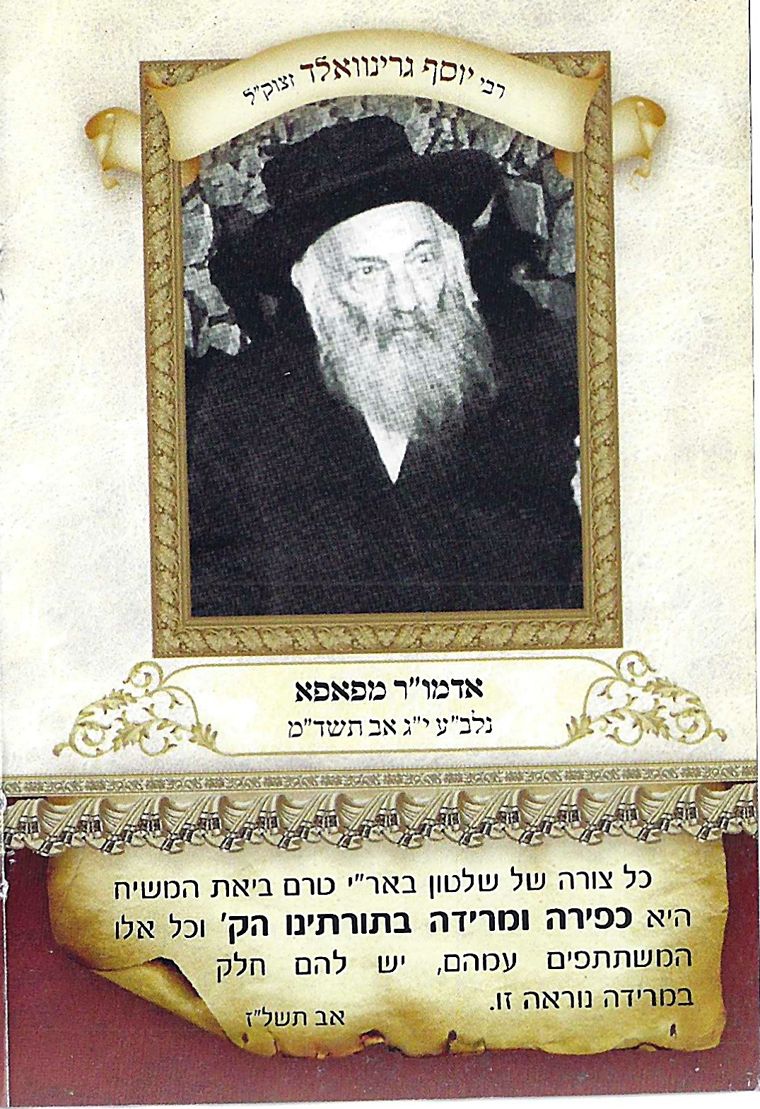 רבי יוסף גרינוואלד זצוק"ל
אדמו"ר מפאפא
נלב"ע י"ג אב תשד"מ
כל צורה של שלטון באר"י טרם ביאת המשיח
היא כפירה ומרידה בתורתינו הק' וכל אלו
המשתתפים עמהם, יש להם חלק
במרידה נוראה זו.
אב תשל"ז